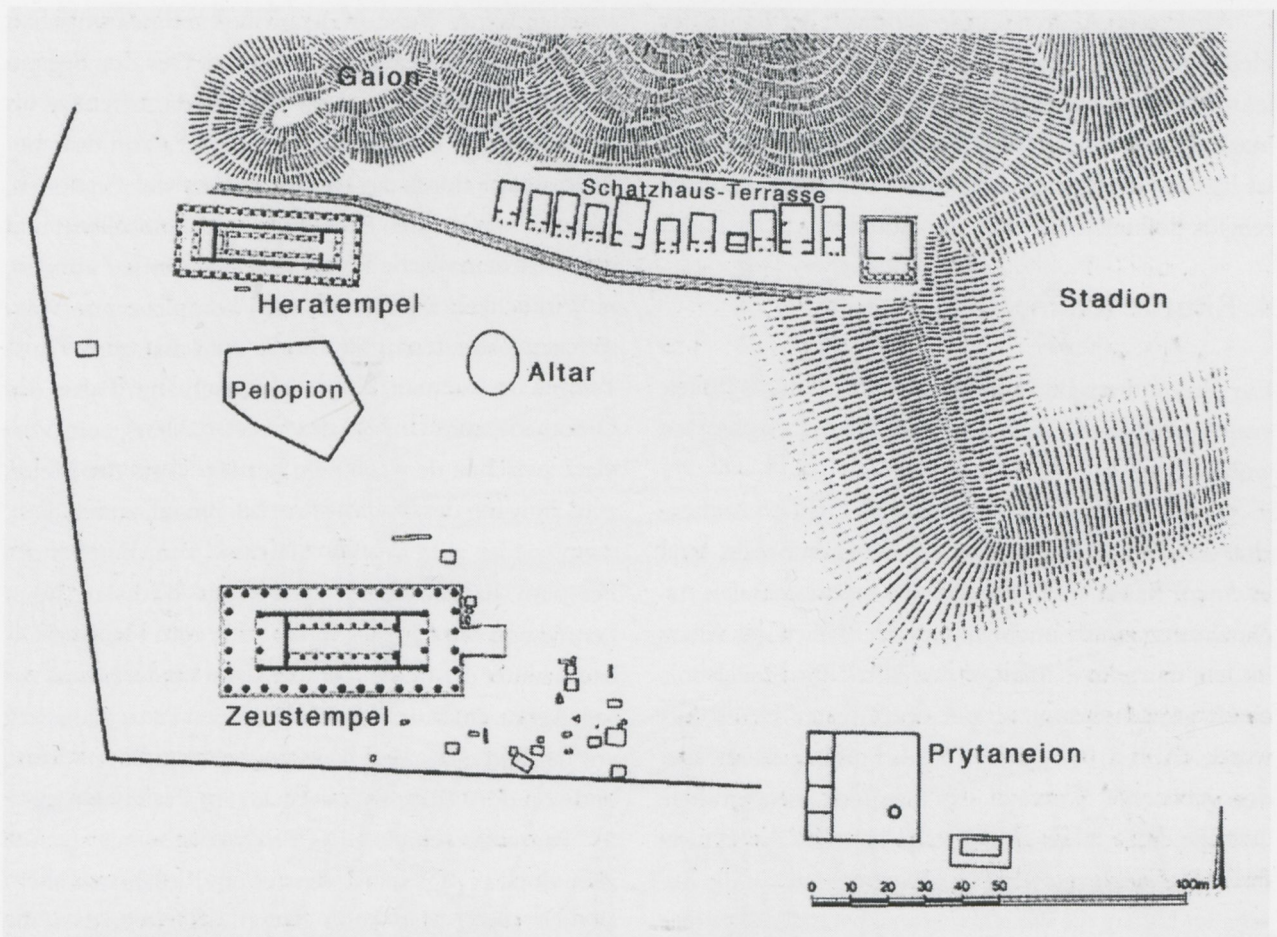 Gaion
Schatzhaus-Terrasse
Heratempel
Stadion
Pelopion
Altar
Zeustempel
Prytaneion
0 10 20 30 40 50 100m